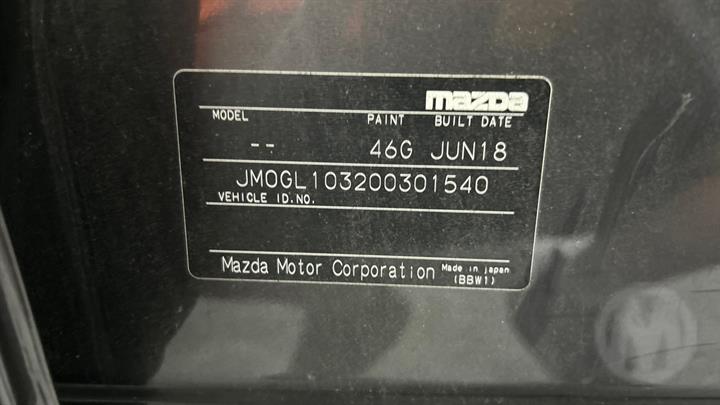 mazda
MODEL PAINT BUILT DATE
-- 46G JUN18
JM0GL103200301540
VEHICLE ID.NO.
Mazda Motor Corporation Made in japan
(BBW1)
M